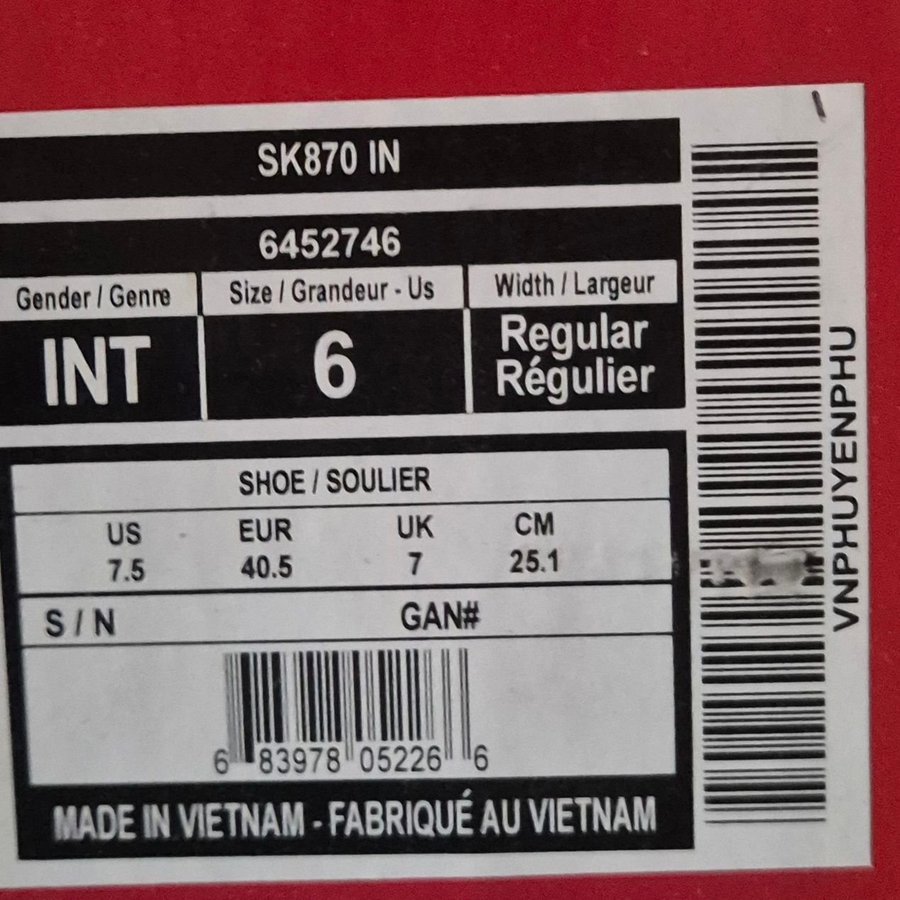 SK870 IN
6452746
Gender / Genre
Size / Grandeur - Us
Width / Largeur
INT
6
Regular
Régulier
SHOE / SOULIER
US EUR UK CM
7.5 40.5 7 25.1
S / N GAN#
6 83978 05226 6
MADE IN VIETNAM - FABRIQUÉ AU VIETNAM
VNPHUYENPHU